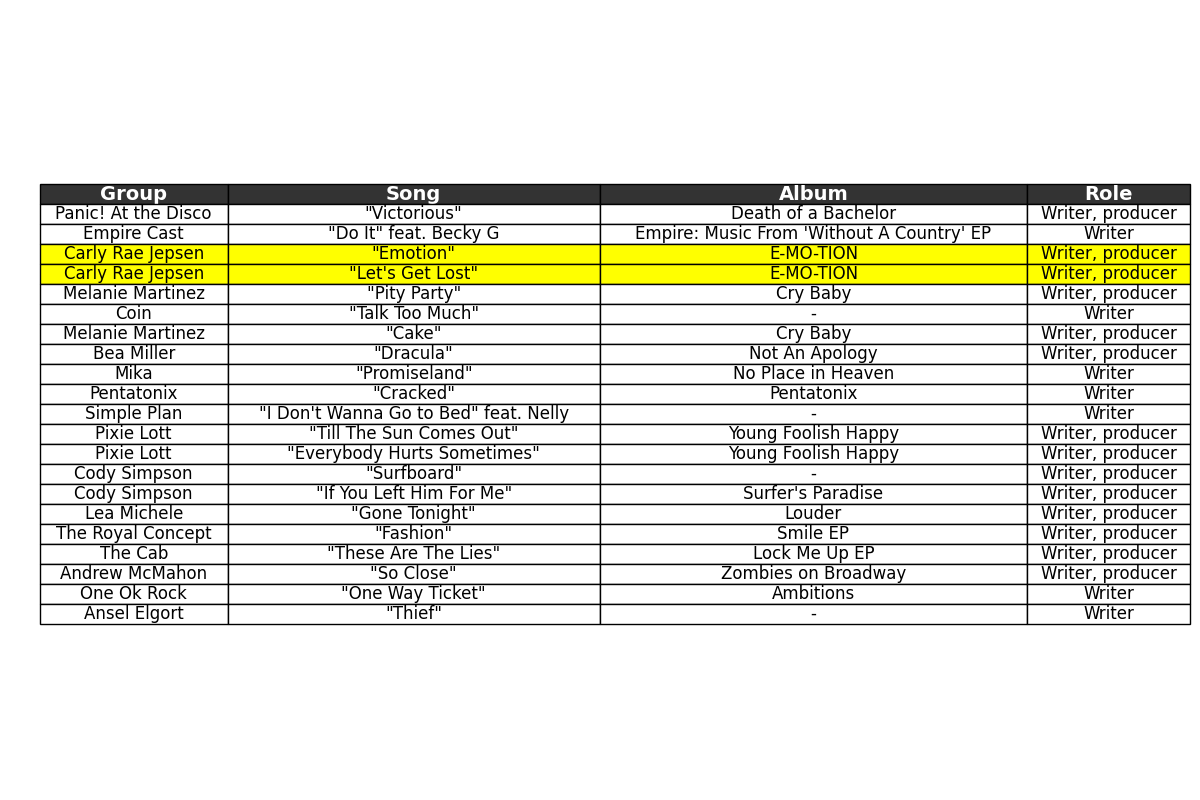 Group Song Album Role
Panic! At the Disco "Victorious" Death of a Bachelor Writer, producer
Empire Cast "Do It" feat. Becky G Empire: Music From 'Without A Country' EP Writer
Carly Rae Jepsen "Emotion" E-MO-TION Writer, producer
Carly Rae Jepsen "Let's Get Lost" E-MO-TION Writer, producer
Melanie Martinez "Pity Party" Cry Baby Writer, producer
Coin "Talk Too Much" - Writer
Melanie Martinez "Cake" Cry Baby Writer, producer
Bea Miller "Dracula" Not An Apology Writer, producer
Mika "Promiseland" No Place in Heaven Writer
Pentatonix "Cracked" Pentatonix Writer
Simple Plan "I Don't Wanna Go to Bed" feat. Nelly - Writer
Pixie Lott "Till The Sun Comes Out" Young Foolish Happy Writer, producer
Pixie Lott "Everybody Hurts Sometimes" Young Foolish Happy Writer, producer
Cody Simpson "Surfboard" - Writer, producer
Cody Simpson "If You Left Him For Me" Surfer's Paradise Writer, producer
Lea Michele "Gone Tonight" Louder Writer, producer
The Royal Concept "Fashion" Smile EP Writer, producer
The Cab "These Are The Lies" Lock Me Up EP Writer, producer
Andrew McMahon "So Close" Zombies on Broadway Writer, producer
One Ok Rock "One Way Ticket" Ambitions Writer
Ansel Elgort "Thief" - Writer